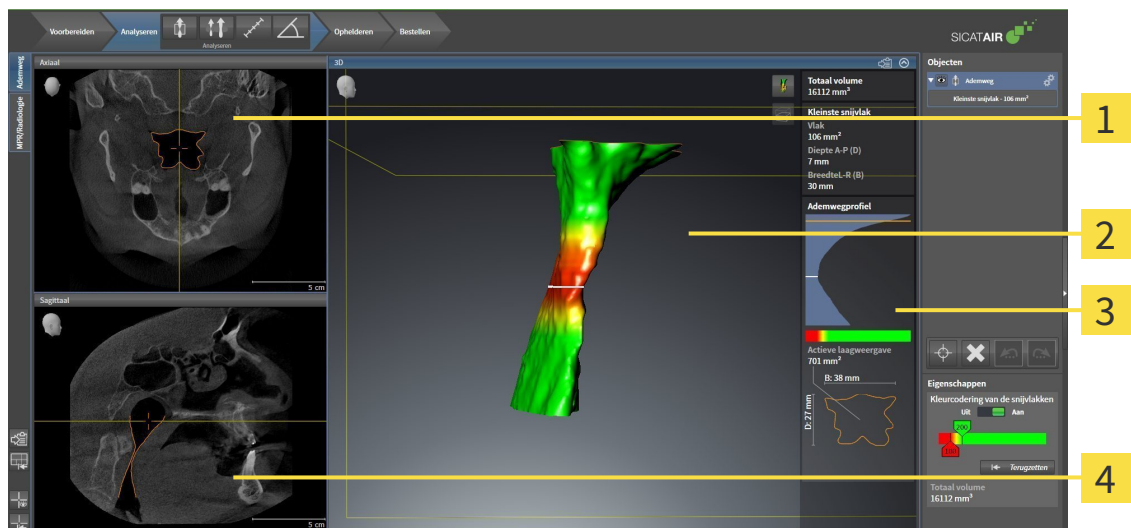 Voorbereiden
Analyseren
Analyseren
Ophelderen
Bestellen
SICATAIR
Ademweg
MPR/Radiologie
Axiaal
5 cm
Sagittaal
5 cm
3D
Totaal volume
16112 mm³
Kleinste snijvlak
Vlak
106 mm²
Diepte A-P (D)
7 mm
BreedteL-R (B)
30 mm
Ademwegprofiel
Actieve laagweergave
701 mm²
B: 38 mm
D: 27 mm
Objecten
Ademweg
Kleinste snijvlak - 106 mm²
Eigenschappen
Kleurcodering van de snijvlakken
Uit Aan
200
100
Terugzetten
Totaal volume
16112 mm³
1
2
3
4